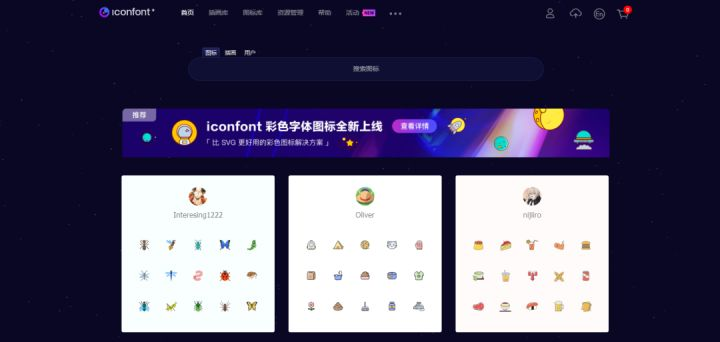 iconfont+
首页 插画库 图标库 资源管理 帮助 活动 NEW
En 0
图标 插画 用户
搜索图标
推荐
iconfont 彩色字体图标全新上线 查看详情
「 比 SVG 更好用的彩色图标解决方案 」
Interesing1222 Oliver nijiiro